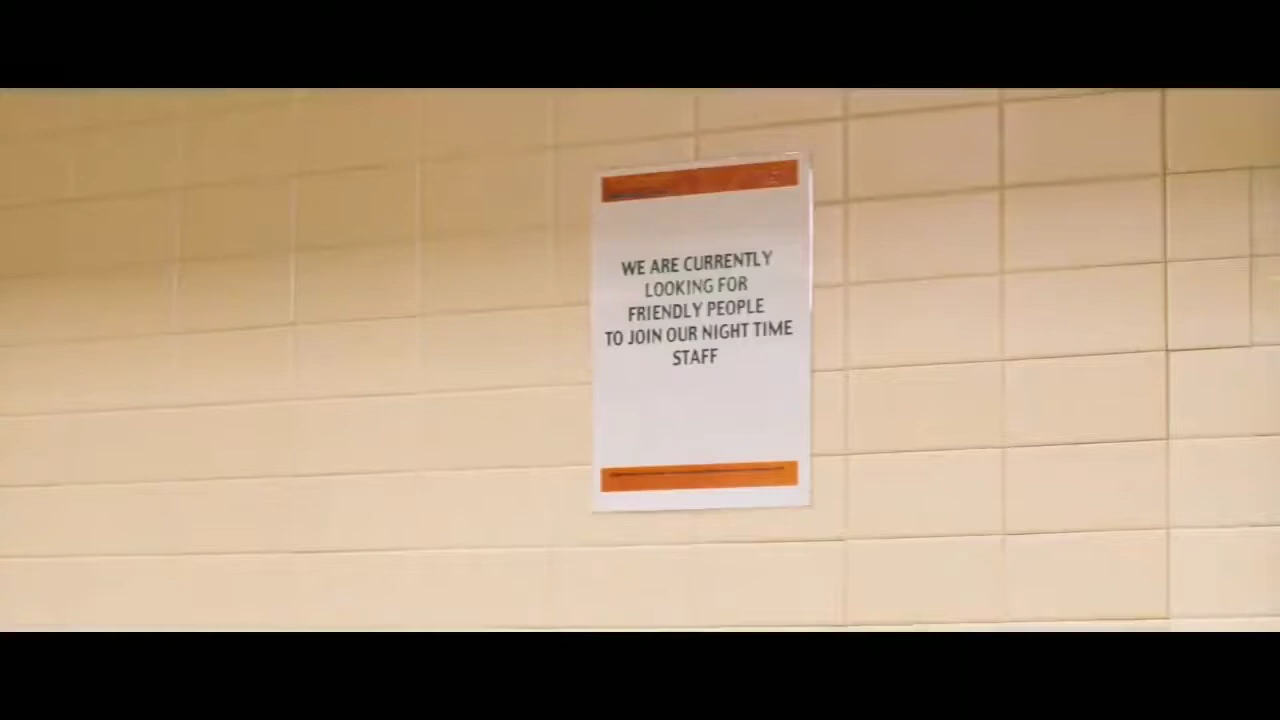 WE ARE CURRENTLY
LOOKING FOR
FRIENDLY PEOPLE
TO JOIN OUR NIGHT TIME
STAFF